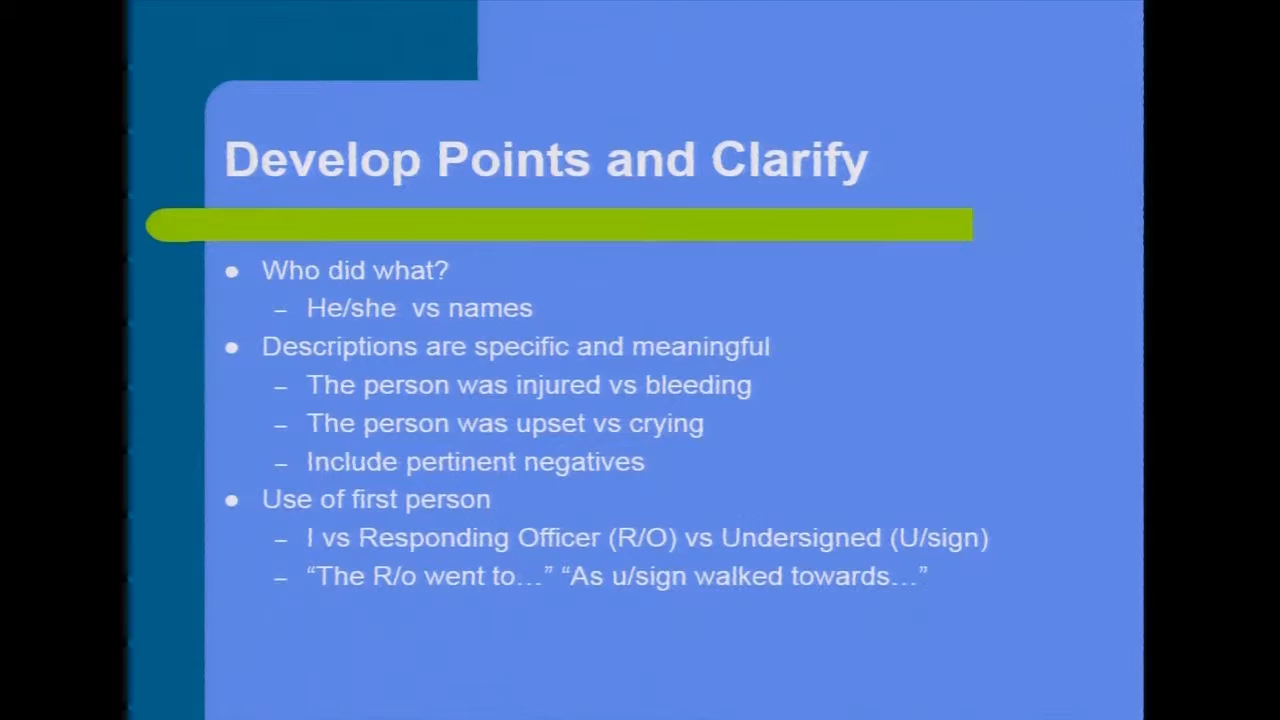 Develop Points and Clarify
● Who did what?
– He/she vs names
● Descriptions are specific and meaningful
– The person was injured vs bleeding
– The person was upset vs crying
– Include pertinent negatives
● Use of first person
– I vs Responding Officer (R/O) vs Undersigned (U/sign)
– “The R/o went to…” “As u/sign walked towards…”